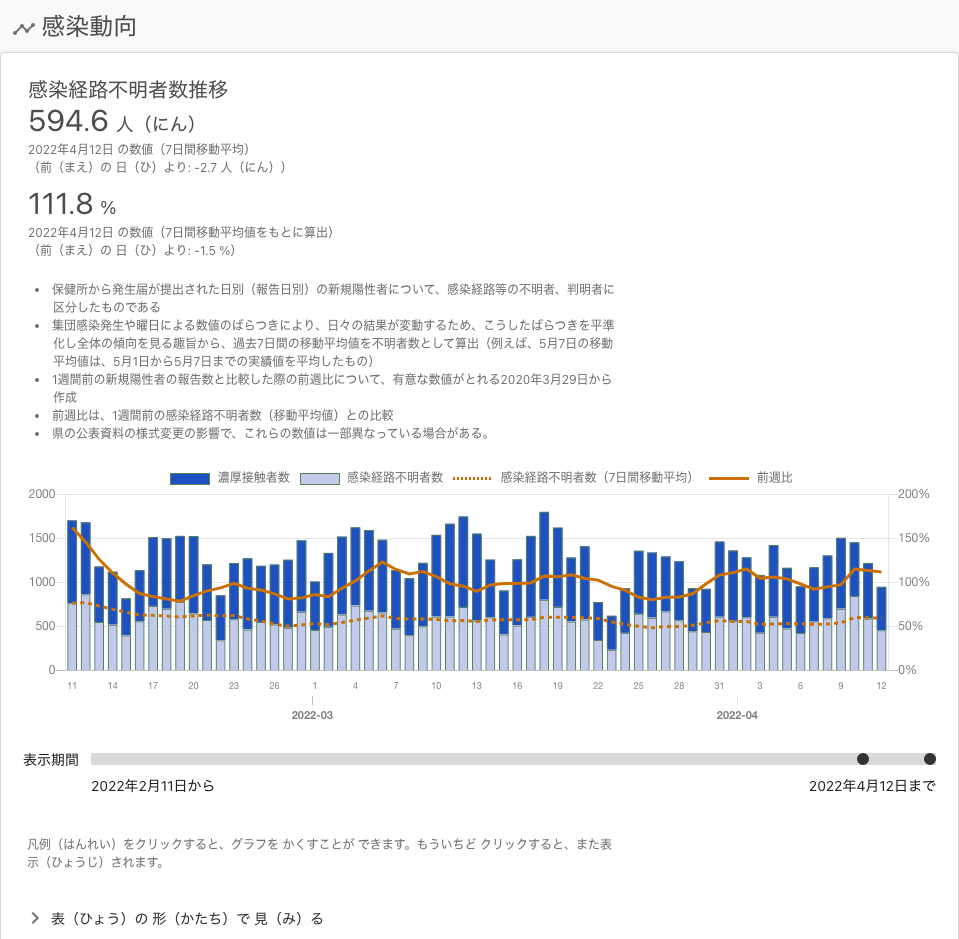 感染動向
感染経路不明者数推移
594.6 人（にん）
2022年4月12日 の数値（7日間移動平均）
（前（まえ）の 日（ひ）より: -2.7 人（にん））
111.8 %
2022年4月12日 の数値（7日間移動平均値をもとに算出）
（前（まえ）の 日（ひ）より: -1.5 %）
• 保健所から発生届が提出された日別（報告日別）の新規陽性者について、感染経路等の不明者、判明者に
区分したものである
• 集団感染発生や曜日による数値のばらつきにより、日々の結果が変動するため、こうしたばらつきを平準
化し全体の傾向を見る趣旨から、過去7日間の移動平均値を不明者数として算出（例えば、5月7日の移動
平均値は、5月1日から5月7日までの実績値を平均したもの）
• 1週間前の新規陽性者の報告数と比較した際の前週比について、有意な数値がとれる2020年3月29日から
作成
• 前週比は、1週間前の感染経路不明者数（移動平均値）との比較
• 県の公表資料の様式変更の影響で、これらの数値は一部異なっている場合がある。
濃厚接触者数 感染経路不明者数 感染経路不明者数（7日間移動平均） 前週比
2000 200%
1500 150%
1000 100%
500 50%
0 0%
11 14 17 20 23 26 1 4 7 10 13 16 19 22 25 28 31 3 6 9 12
2022-03 2022-04
表示期間
2022年2月11日から 2022年4月12日まで
凡例（はんれい）をクリックすると、グラフを かくすことが できます。もういちど クリックすると、また表
示（ひょうじ）されます。
表（ひょう）の 形（かたち）で 見（み）る